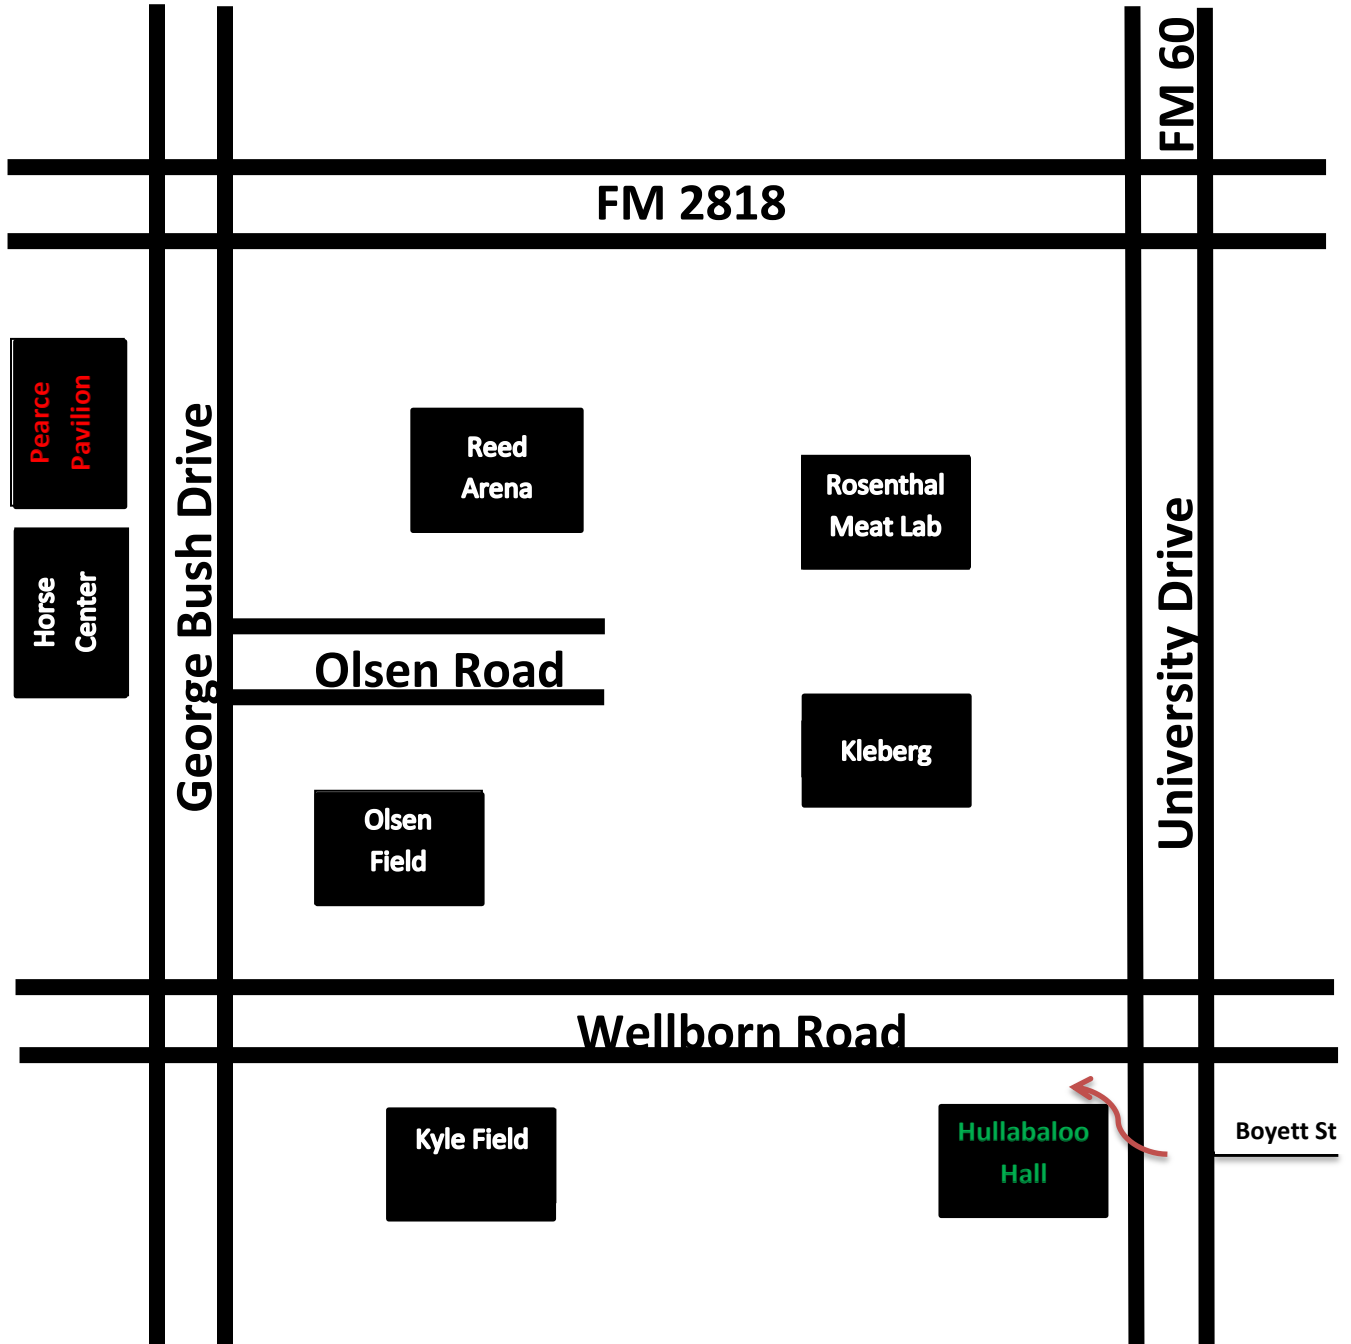 FM 60
FM 2818
Pearce
Pavilion
George Bush Drive
Reed
Arena
Rosenthal
Meat Lab
University Drive
Horse
Center
Olsen Road
Kleberg
Olsen
Field
Wellborn Road
Kyle Field
Hullabaloo
Hall
Boyett St